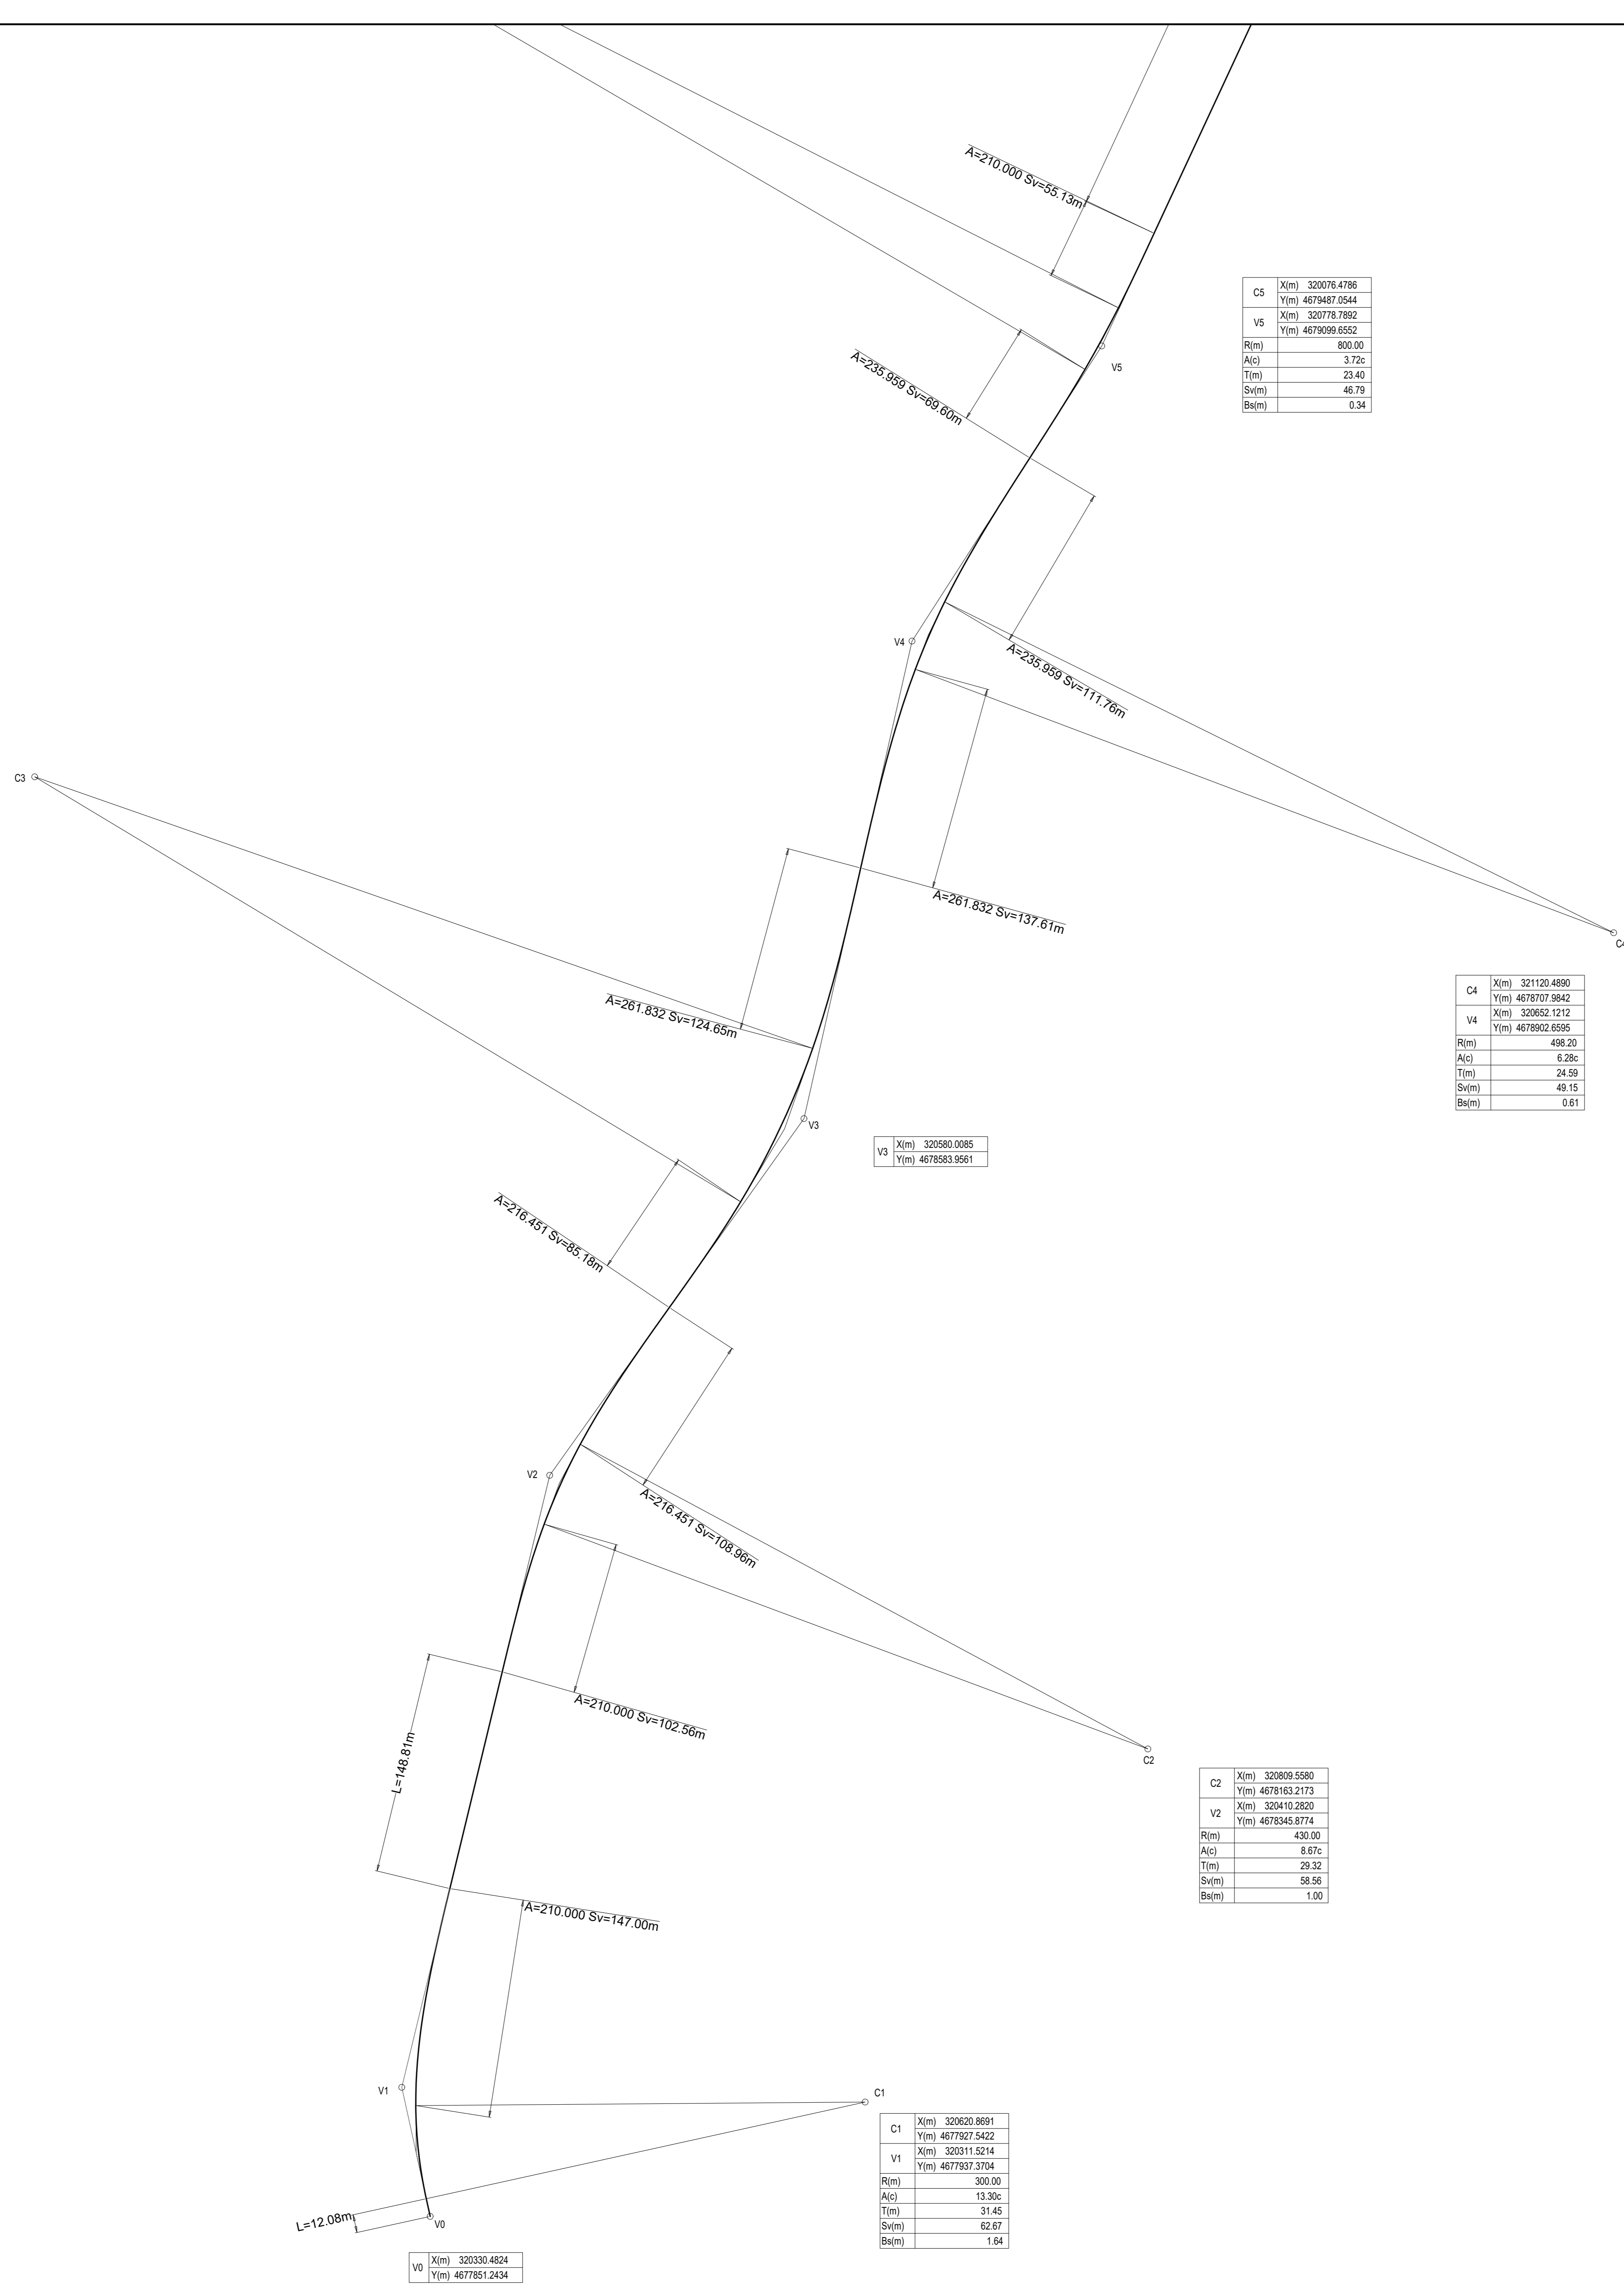 A=210.000 Sv=55.13m
C5
X(m) 320076.4786
Y(m) 4679487.0544
V5
X(m) 320778.7892
Y(m) 4679099.6552
R(m) 800.00
A(c) 3.72c
T(m) 23.40
Sv(m) 46.79
Bs(m) 0.34
V5
A=235.959 Sv=69.60m
V4
A=235.959 Sv=111.76m
C3
A=261.832 Sv=137.61m
C4
C4
X(m) 321120.4890
Y(m) 4678707.9842
V4
X(m) 320652.1212
Y(m) 4678902.6595
R(m) 498.20
A(c) 6.28c
T(m) 24.59
Sv(m) 49.15
Bs(m) 0.61
A=261.832 Sv=124.65m
V3
V3
X(m) 320580.0085
Y(m) 4678583.9561
A=216.451 Sv=85.18m
V2
A=216.451 Sv=108.96m
A=210.000 Sv=102.56m
C2
L=148.81m
C2
X(m) 320809.5580
Y(m) 4678163.2173
V2
X(m) 320410.2820
Y(m) 4678345.8774
R(m) 430.00
A(c) 8.67c
T(m) 29.32
Sv(m) 58.56
Bs(m) 1.00
A=210.000 Sv=147.00m
V1
C1
C1
X(m) 320620.8691
Y(m) 4677927.5422
V1
X(m) 320311.5214
Y(m) 4677937.3704
R(m) 300.00
A(c) 13.30c
T(m) 31.45
Sv(m) 62.67
Bs(m) 1.64
L=12.08m
V0
V0
X(m) 320330.4824
Y(m) 4677851.2434